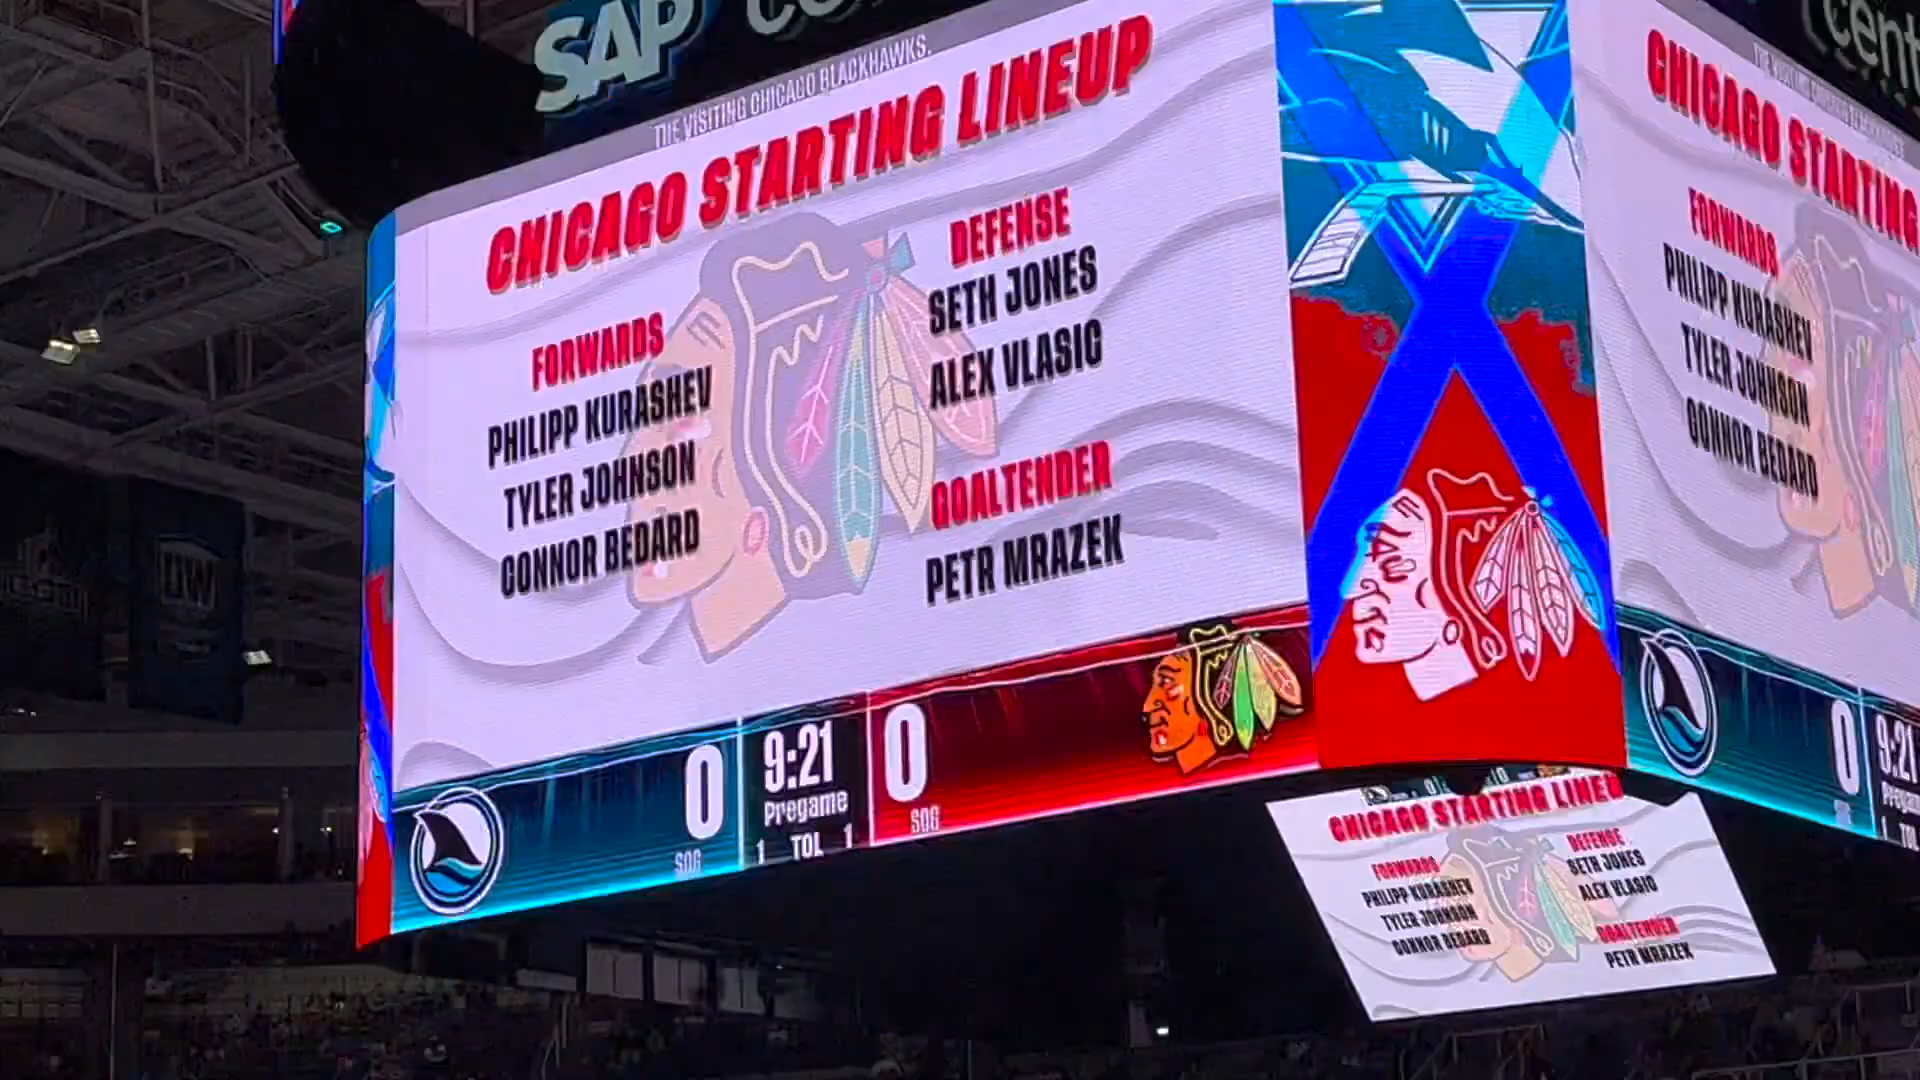 SAP Ce
THE VISITING CHICAGO BLACKHAWKS.
CHICAGO STARTING LINEUP
FORWARDS
PHILIPP KURASHEV
TYLER JOHNSON
CONNOR BEDARD
DEFENSE
SETH JONES
ALEX VLASIC
GOALTENDER
PETR MRAZEK
0
SOG
9:21
Pregame
1 TOL 1
0
SOG
Cent
CHICAGO STARTING
FORWARDS
PHILIPP KURASHEV
TYLER JOHNSON
CONNOR BEDARD
0
9:21
CHICAGO STARTING LINEU
FORWARDS
PHILIPP KURASHEV
TYLER JOHNSON
CONNOR BEDARD
DEFENSE
SETH JONES
ALEX VLASIC
GOALTENDER
PETR MRAZEK